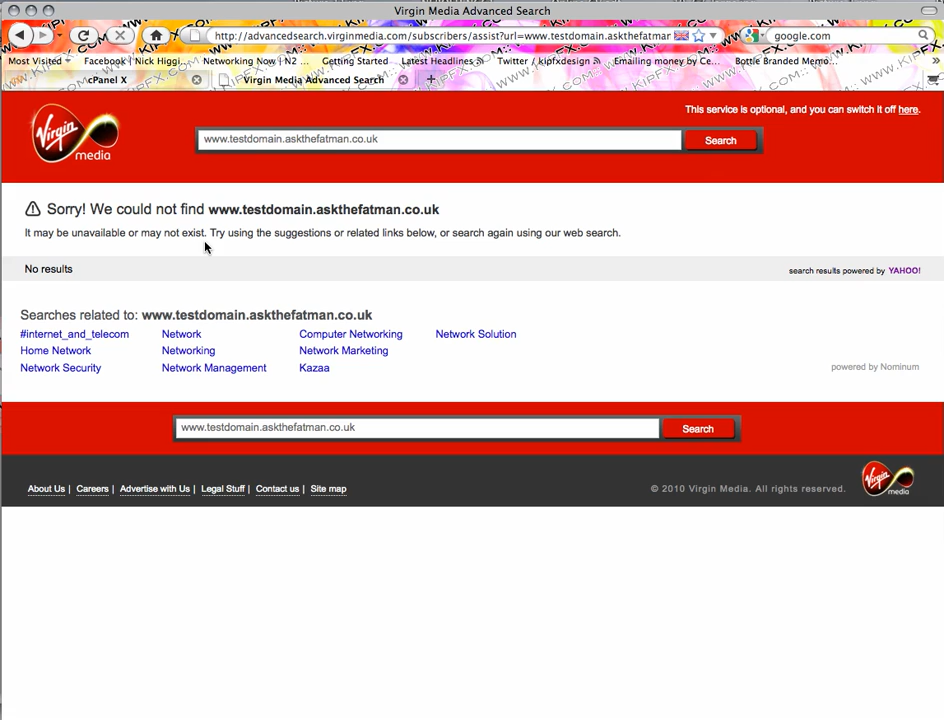 Virgin Media Advanced Search
http://advancedsearch.virginmedia.com/subscribers/assist?url=www.testdomain.askthefatmar
google.com
Most Visited
Facebook | Nick Higgi...
Networking Now | N2 ...
Getting Started
Latest Headlines
Twitter / kipfxdesign
Emailing money by Ce...
Bottle Branded Memo...
»
cPanel X
Virgin Media Advanced Search
+
This service is optional, and you can switch it off here.
Virgin media
www.testdomain.askthefatman.co.uk
Search
Sorry! We could not find www.testdomain.askthefatman.co.uk
It may be unavailable or may not exist. Try using the suggestions or related links below, or search again using our web search.
No results
search results powered by YAHOO!
Searches related to: www.testdomain.askthefatman.co.uk
#internet_and_telecom Network Computer Networking Network Solution
Home Network Networking Network Marketing
Network Security Network Management Kazaa
powered by Nominum
www.testdomain.askthefatman.co.uk
Search
About Us | Careers | Advertise with Us | Legal Stuff | Contact us | Site map
© 2010 Virgin Media. All rights reserved.
Virgin media